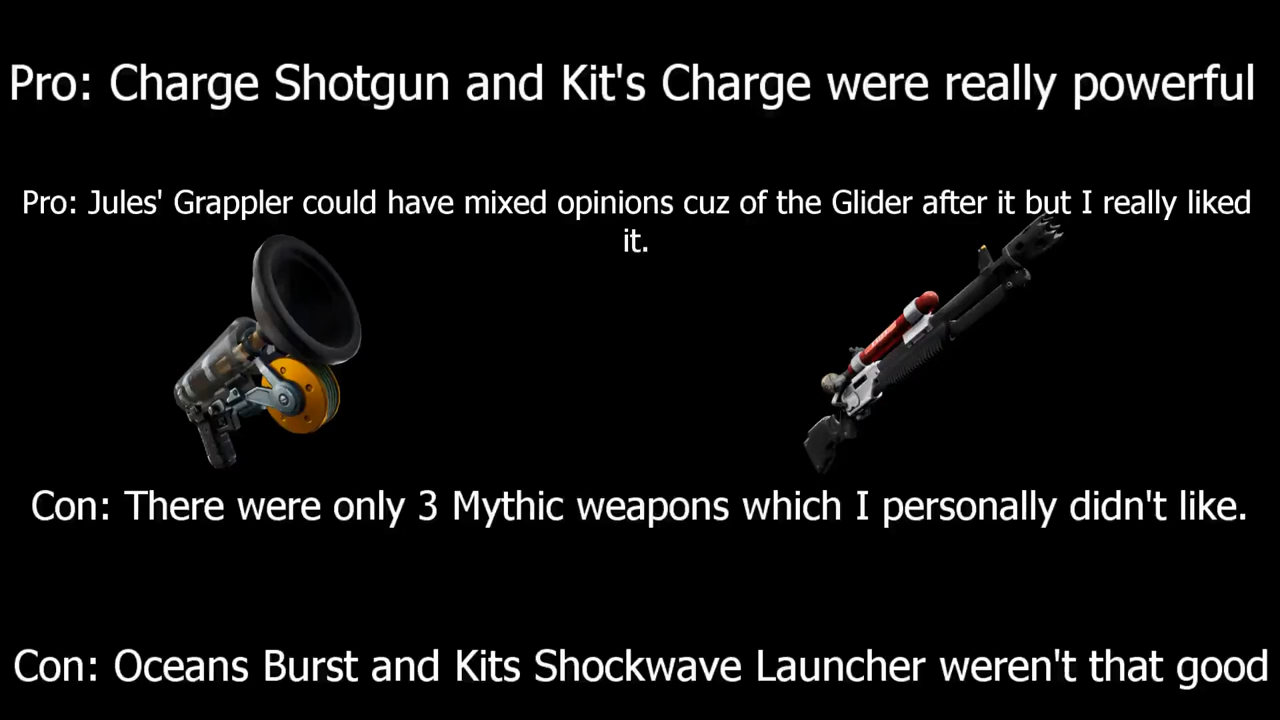 Pro: Charge Shotgun and Kit's Charge were really powerful
Pro: Jules' Grappler could have mixed opinions cuz of the Glider after it but I really liked
it.
Con: There were only 3 Mythic weapons which I personally didn't like.
Con: Oceans Burst and Kits Shockwave Launcher weren't that good